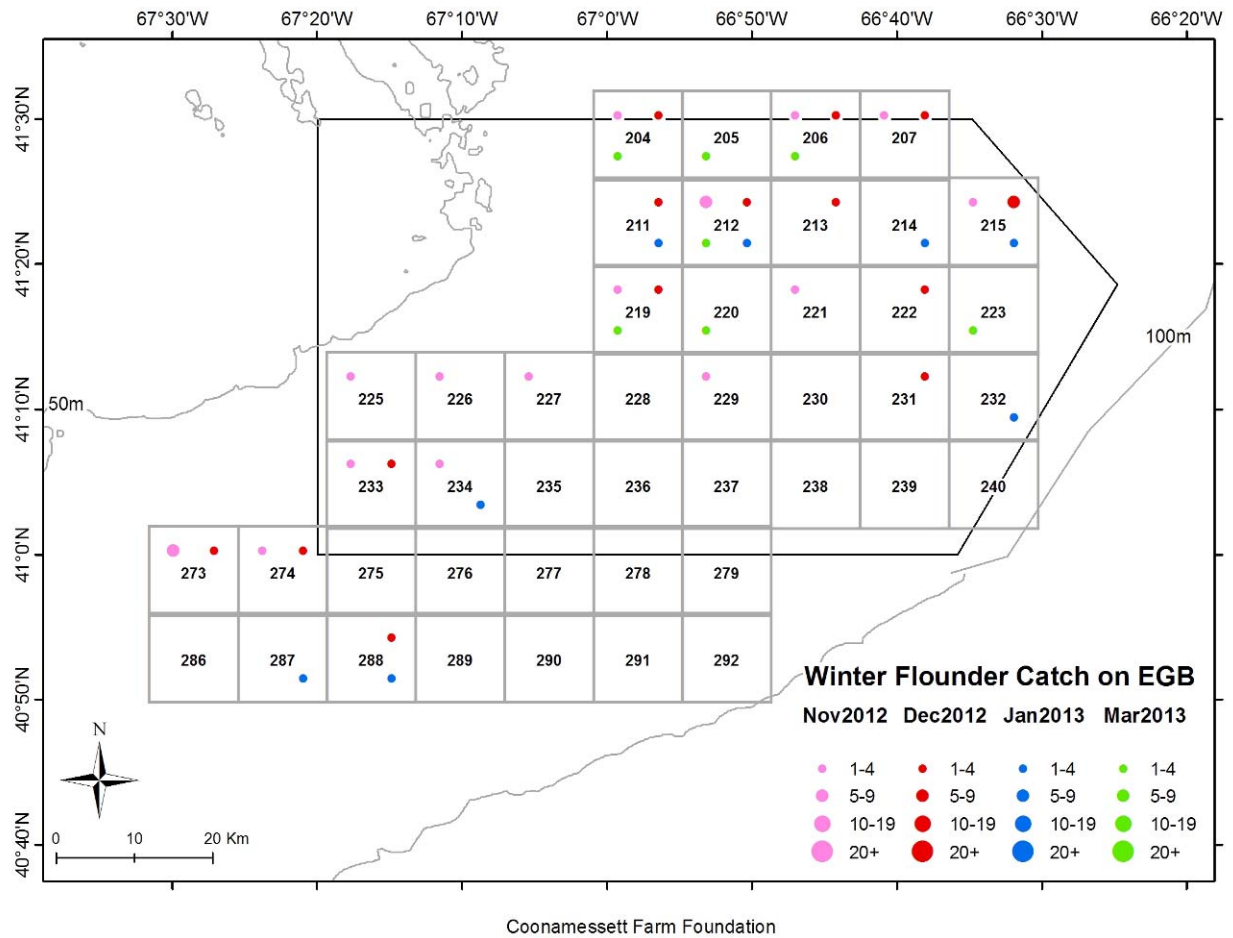 67°30'W 67°20'W 67°10'W 67°0'W 66°50'W 66°40'W 66°30'W 66°20'W
41°30'N
204 205 206 207
211 212 213 214 215
41°20'N
219 220 221 222 223
100m
50m
41°10'N
225 226 227 228 229 230 231 232
233 234 235 236 237 238 239 240
41°0'N
273 274 275 276 277 278 279
286 287 288 289 290 291 292
40°50'N
Winter Flounder Catch on EGB
Nov2012 Dec2012 Jan2013 Mar2013
N
1-4 1-4 1-4 1-4
5-9 5-9 5-9 5-9
10-19 10-19 10-19 10-19
20+ 20+ 20+ 20+
0 10 20 Km
40°40'N
Coonamessett Farm Foundation